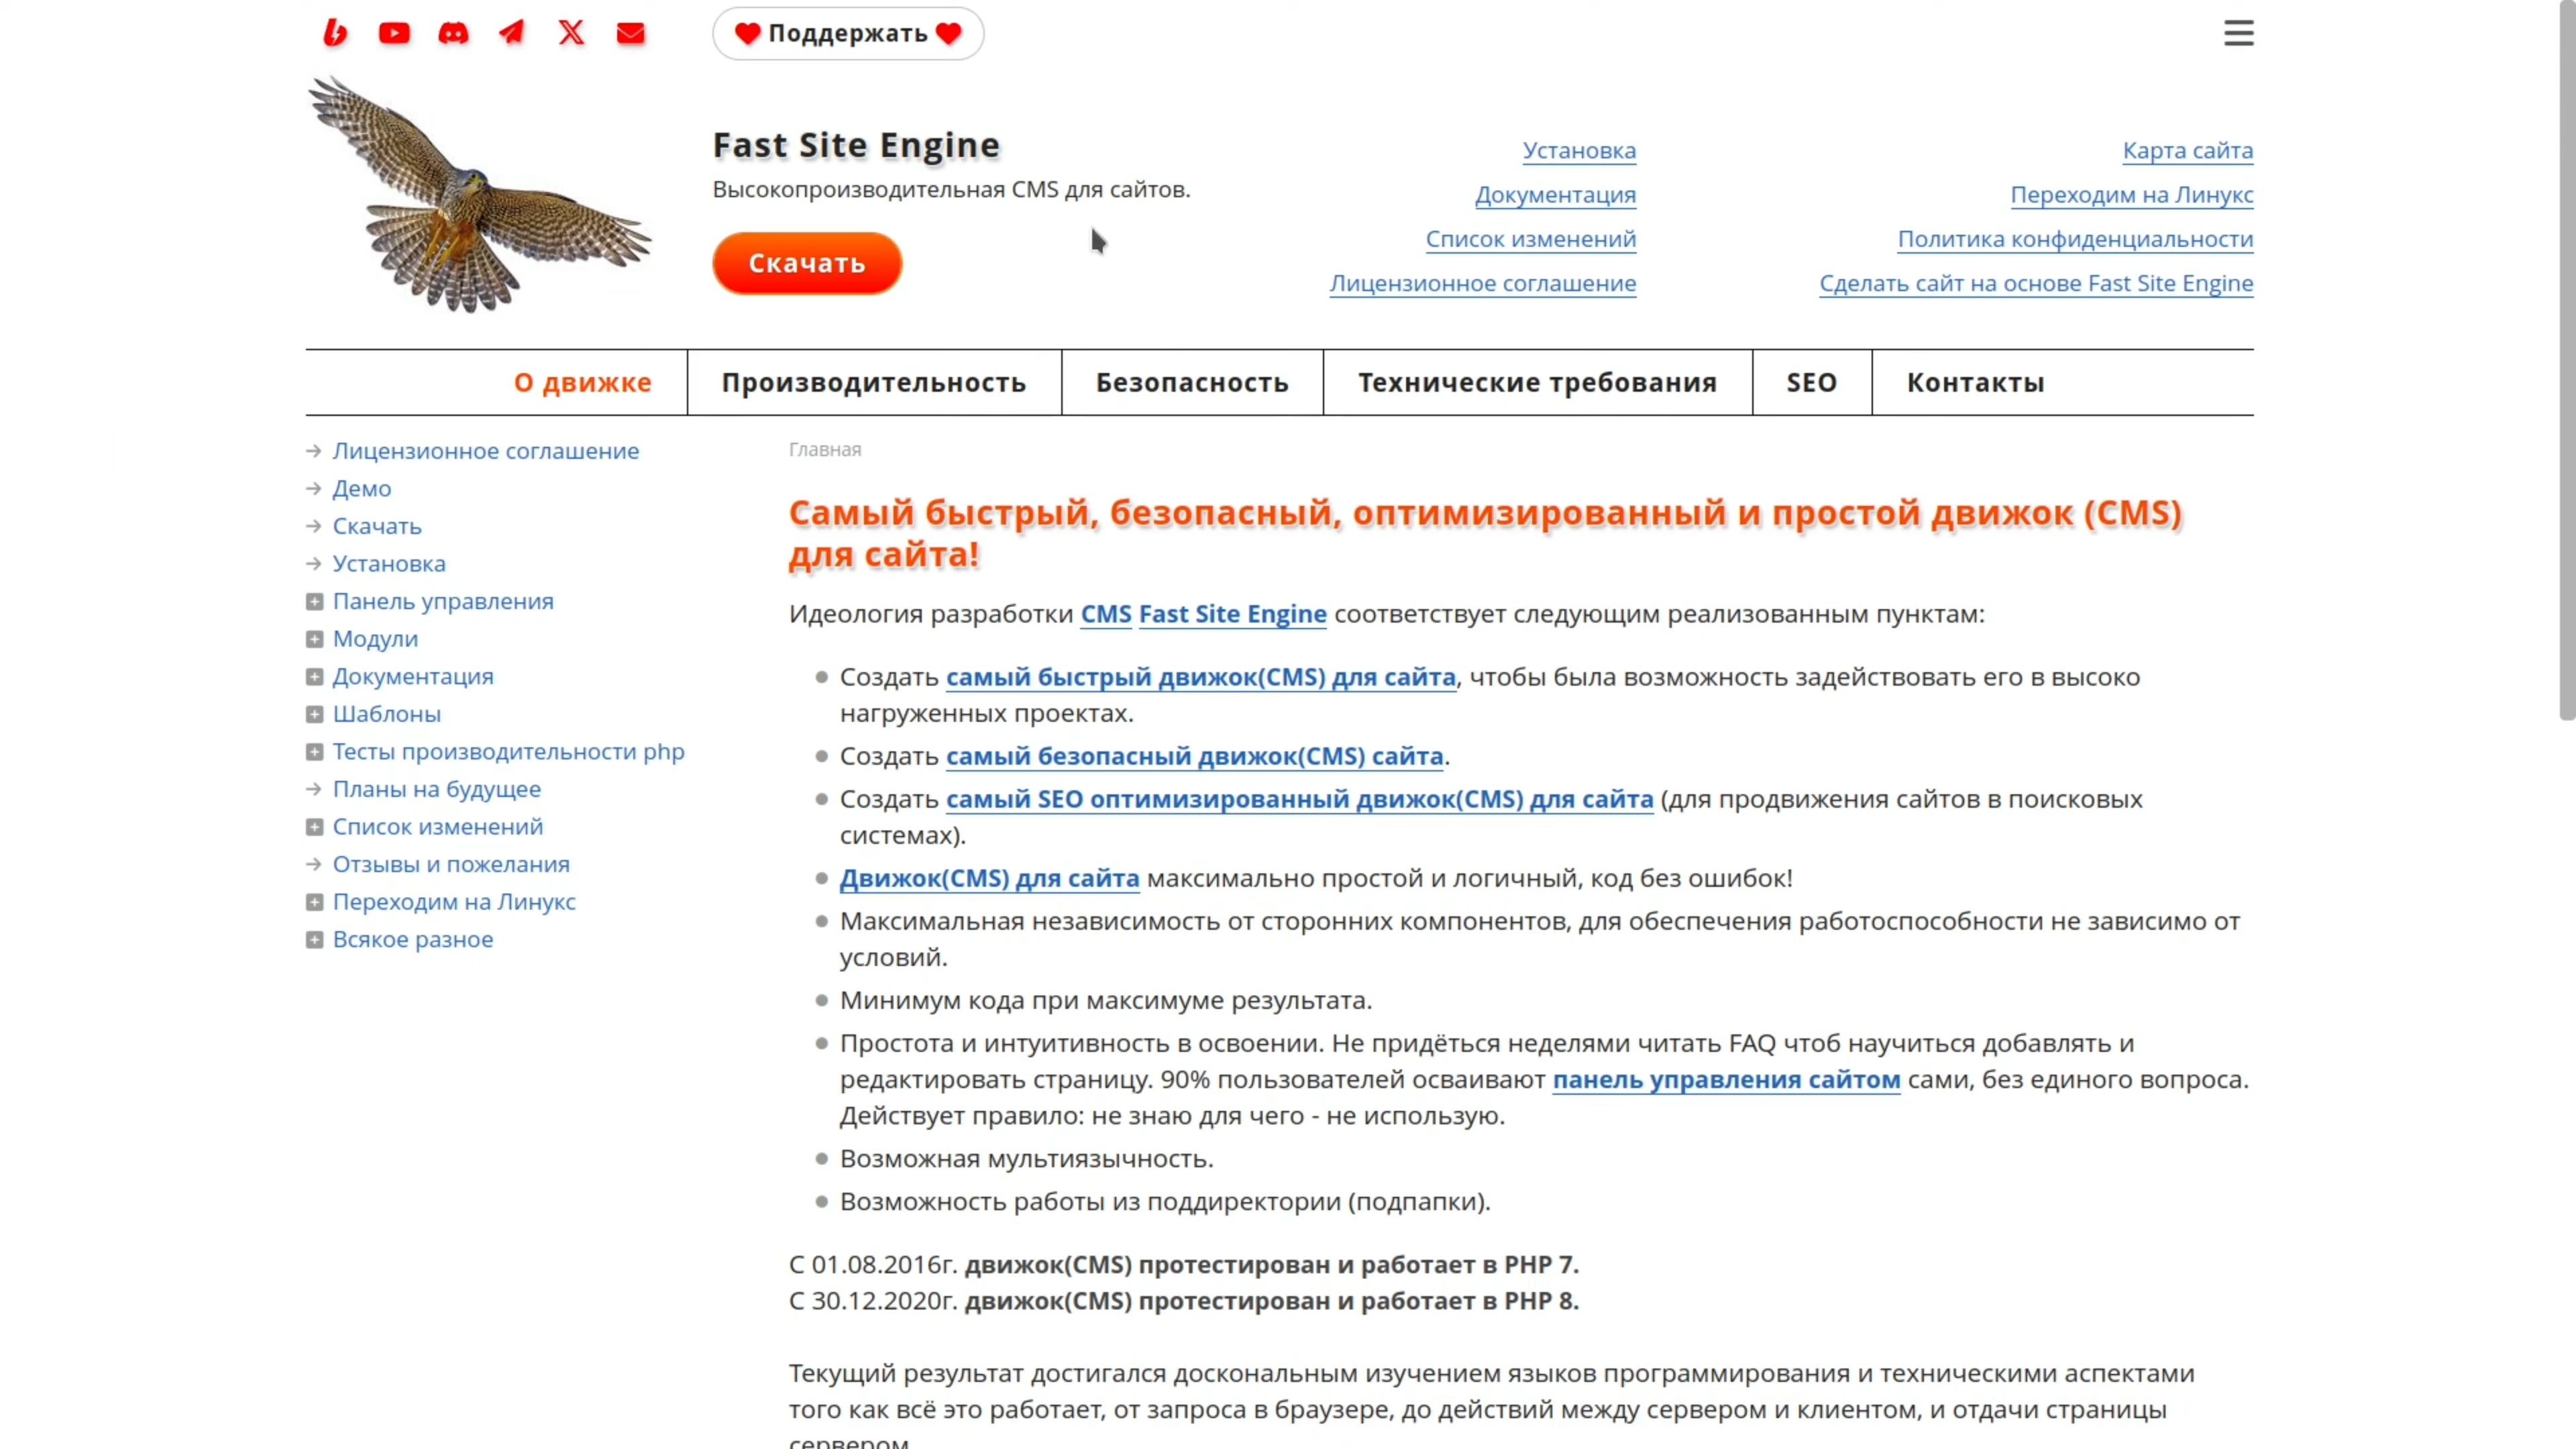 Поддержать
Fast Site Engine
Высокопроизводительная CMS для сайтов.
Скачать
Установка
Документация
Список изменений
Лицензионное соглашение
Карта сайта
Переходим на Линукс
Политика конфиденциальности
Сделать сайт на основе Fast Site Engine
О движке
Производительность
Безопасность
Технические требования
SEO
Контакты
Лицензионное соглашение
Демо
Скачать
Установка
Панель управления
Модули
Документация
Шаблоны
Тесты производительности php
Планы на будущее
Список изменений
Отзывы и пожелания
Переходим на Линукс
Всякое разное
Главная
Самый быстрый, безопасный, оптимизированный и простой движок (CMS)
для сайта!
Идеология разработки CMS Fast Site Engine соответствует следующим реализованным пунктам:
Создать самый быстрый движок(CMS) для сайта, чтобы была возможность задействовать его в высоко
нагруженных проектах.
Создать самый безопасный движок(CMS) сайта.
Создать самый SEO оптимизированный движок(CMS) для сайта (для продвижения сайтов в поисковых
системах).
Движок(CMS) для сайта максимально простой и логичный, код без ошибок!
Максимальная независимость от сторонних компонентов, для обеспечения работоспособности не зависимо от
условий.
Минимум кода при максимуме результата.
Простота и интуитивность в освоении. Не придёться неделями читать FAQ чтоб научиться добавлять и
редактировать страницу. 90% пользователей осваивают панель управления сайтом сами, без единого вопроса.
Действует правило: не знаю для чего - не использую.
Возможная мультиязычность.
Возможность работы из поддиректории (подпапки).
С 01.08.2016г. движок(CMS) протестирован и работает в PHP 7.
С 30.12.2020г. движок(CMS) протестирован и работает в PHP 8.
Текущий результат достигался доскональным изучением языков программирования и техническими аспектами
того как всё это работает, от запроса в браузере, до действий между сервером и клиентом, и отдачи страницы
сервером